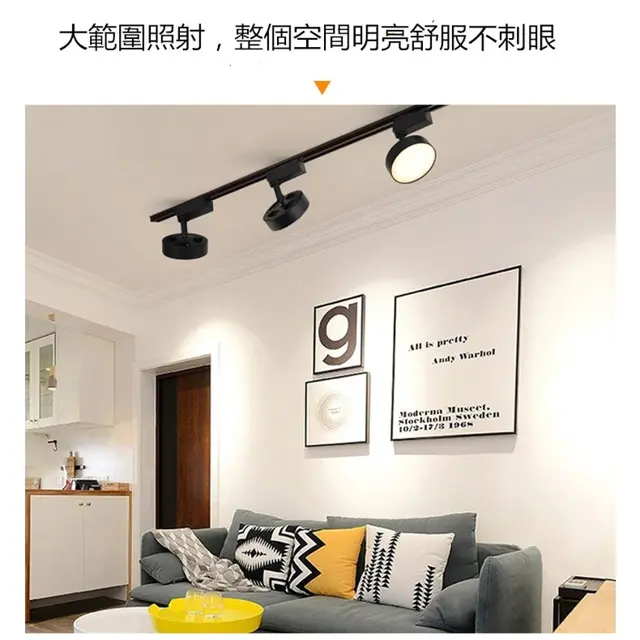 大範圍照射，整個空間明亮舒服不刺眼
g
All is pretty
Andy Warhol
Moderna Museet,
Stockholm Sweden
10/2-17/3 1968